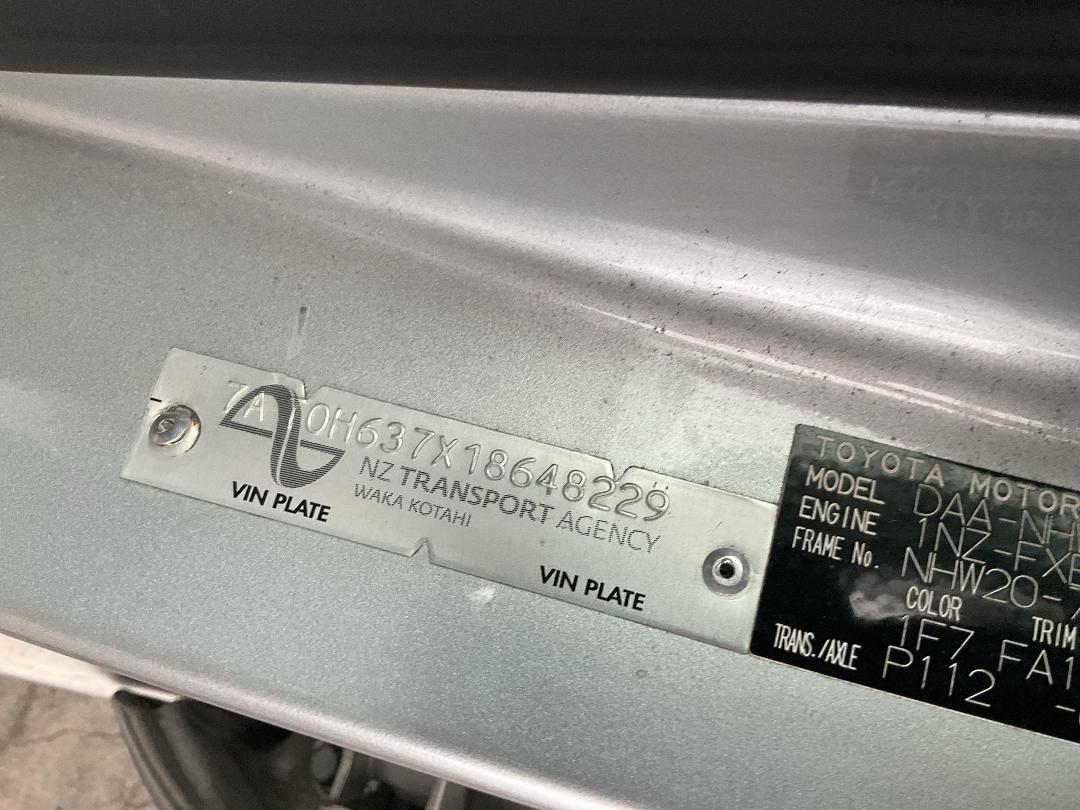 7AT0H637X18648229
NZ TRANSPORT AGENCY
WAKA KOTAHI
VIN PLATE
VIN PLATE
TOYOTA MOTOR
MODEL DAA-NH
ENGINE 1NZ-FXE
FRAME No. NHW20-
COLOR TRIM
1F7 FA1
TRANS./AXLE P112 -